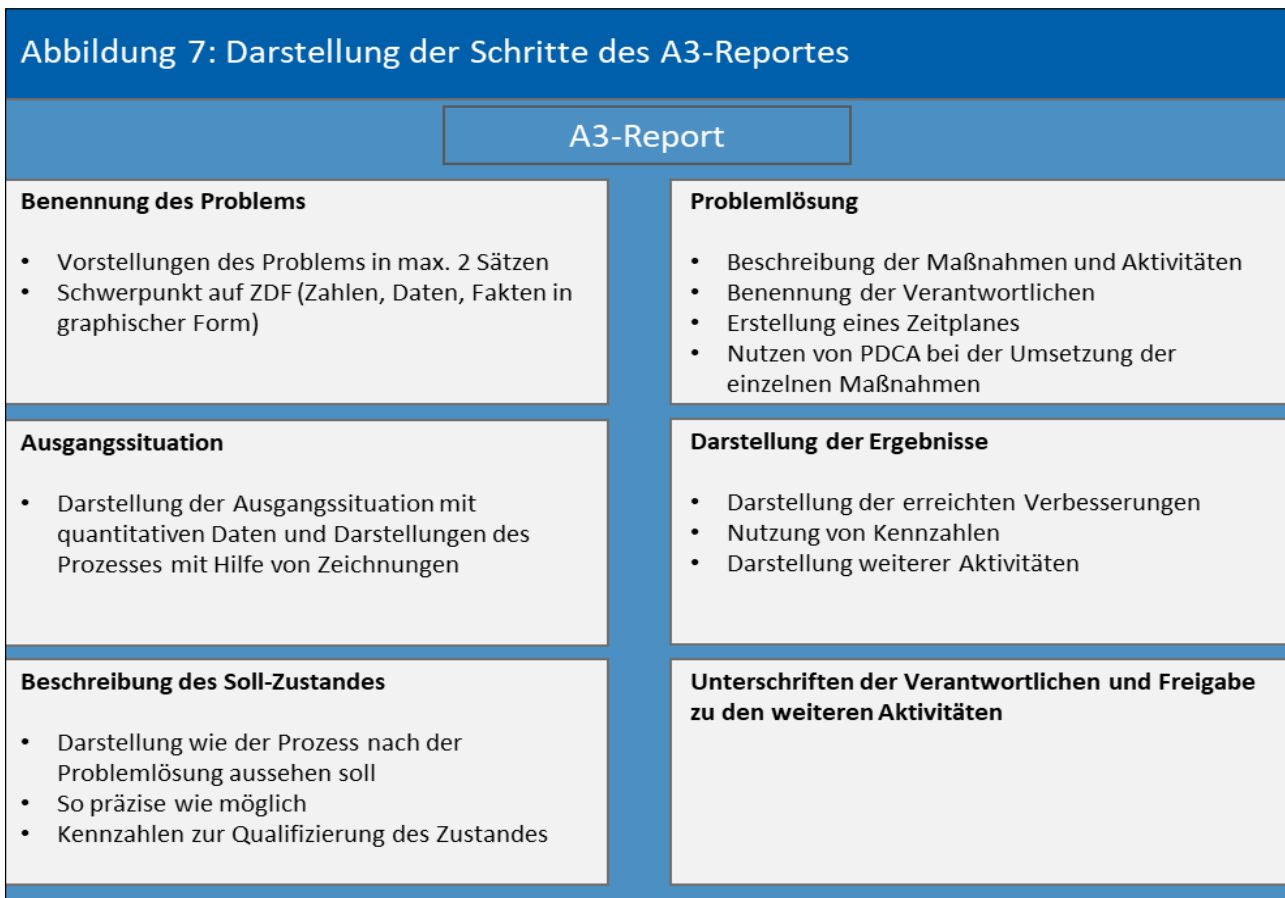 Abbildung 7: Darstellung der Schritte des A3-Reportes
A3-Report
Benennung des Problems
• Vorstellungen des Problems in max. 2 Sätzen
• Schwerpunkt auf ZDF (Zahlen, Daten, Fakten in
graphischer Form)
Ausgangssituation
• Darstellung der Ausgangssituation mit
quantitativen Daten und Darstellungen des
Prozesses mit Hilfe von Zeichnungen
Beschreibung des Soll-Zustandes
• Darstellung wie der Prozess nach der
Problemlösung aussehen soll
• So präzise wie möglich
• Kennzahlen zur Qualifizierung des Zustandes
Problemlösung
• Beschreibung der Maßnahmen und Aktivitäten
• Benennung der Verantwortlichen
• Erstellung eines Zeitplanes
• Nutzen von PDCA bei der Umsetzung der
einzelnen Maßnahmen
Darstellung der Ergebnisse
• Darstellung der erreichten Verbesserungen
• Nutzung von Kennzahlen
• Darstellung weiterer Aktivitäten
Unterschriften der Verantwortlichen und Freigabe
zu den weiteren Aktivitäten